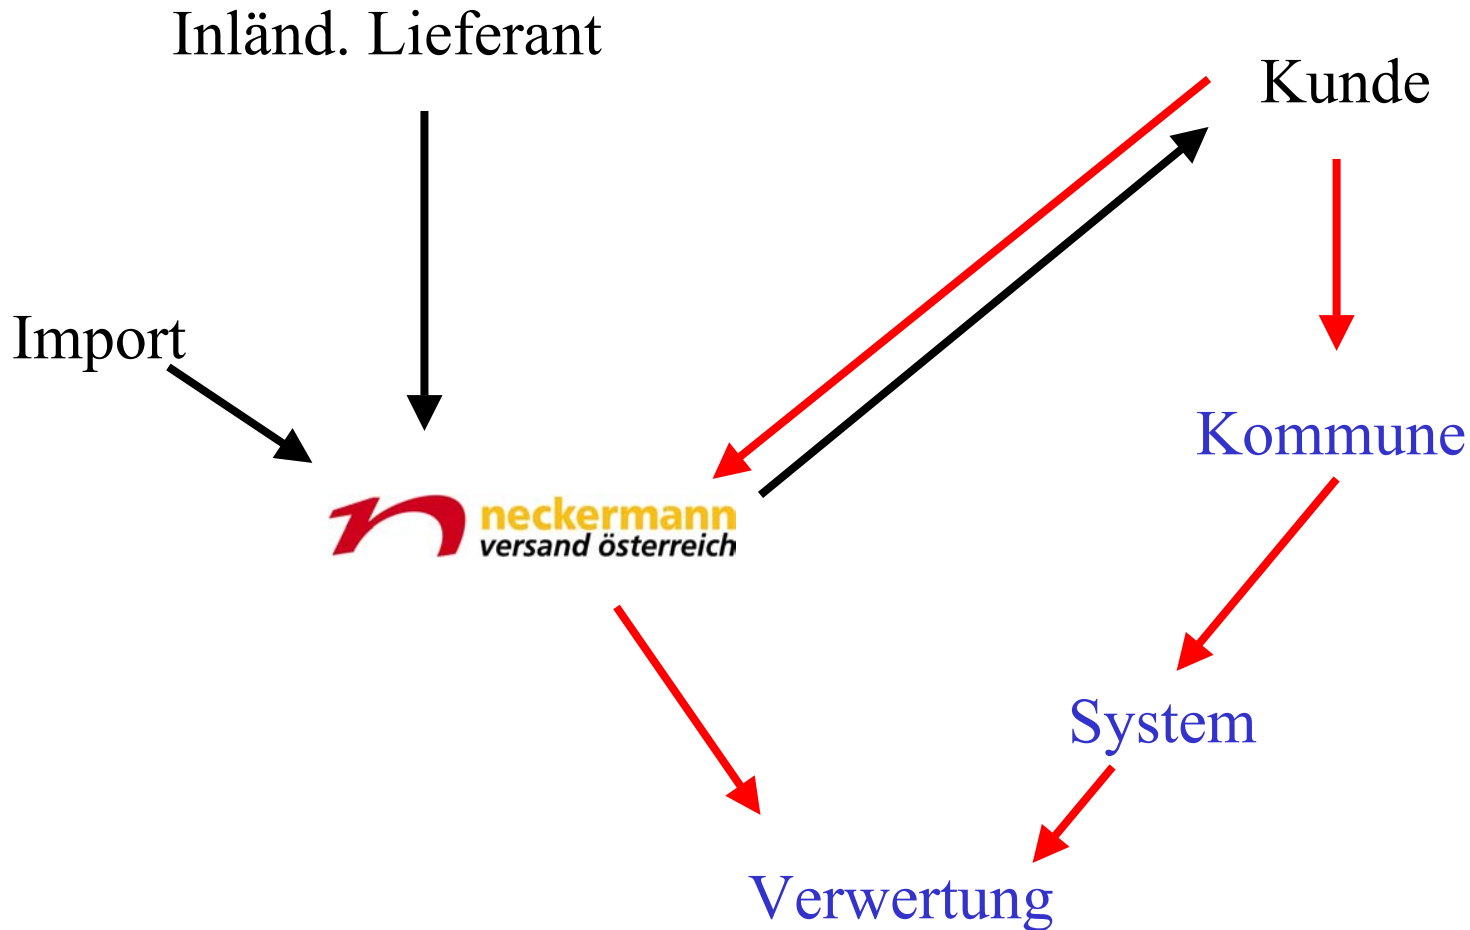 Inländ. Lieferant
Kunde
Import
Kommune
neckermann
versand österreich
System
Verwertung